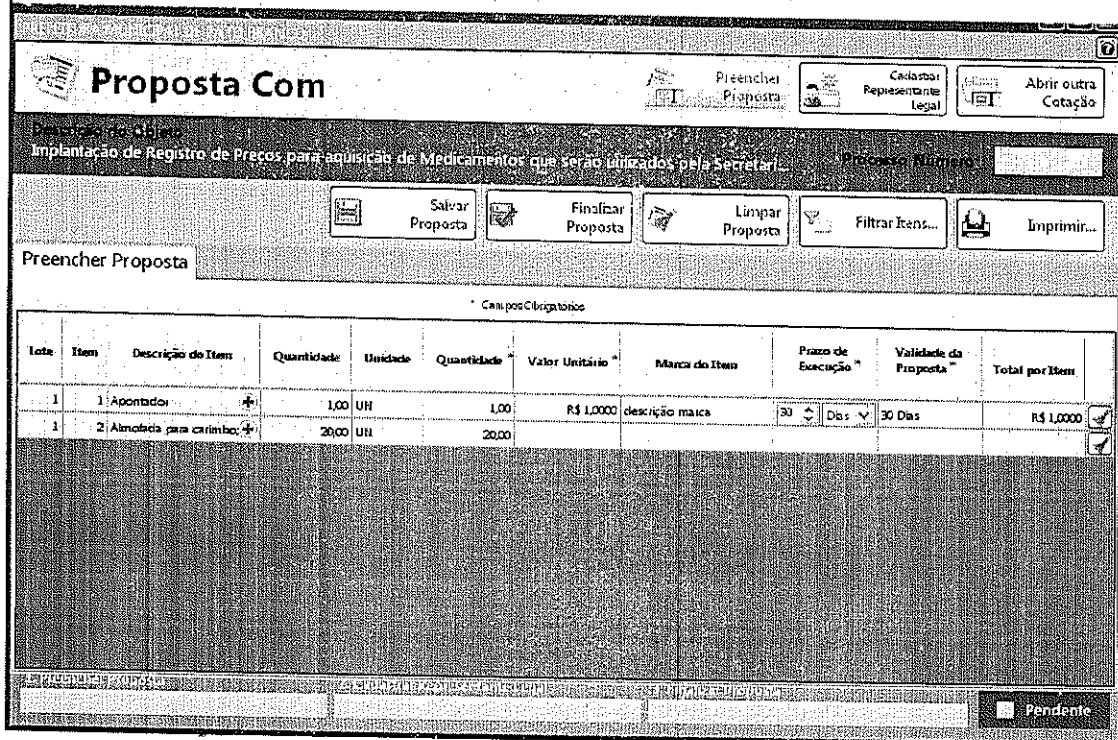 Proposta Com
Preencher Proposta
Cadastrar Representante Legal
Abrir outra Cotação
Descrição do Objeto
Implantação de Registro de Preços para aquisição de Medicamentos que serão utilizados pela Secretari...
Processo Número
Salvar Proposta
Finalizar Proposta
Limpar Proposta
Filtrar Itens...
Imprimir...
Preencher Proposta
* Campos Obrigatórios
Lote Item Descrição do Item Quantidade Unidade Quantidade * Valor Unitário * Marca do Item Prazo de Execução * Validade da Proposta * Total por Item
1 1 Apontador 1,00 UN 1,00 R$ 1,0000 descrição marca 30 Dias 30 Dias R$ 1,0000
1 2 Almofada para carimbo; 20,00 UN 20,00
Pendente